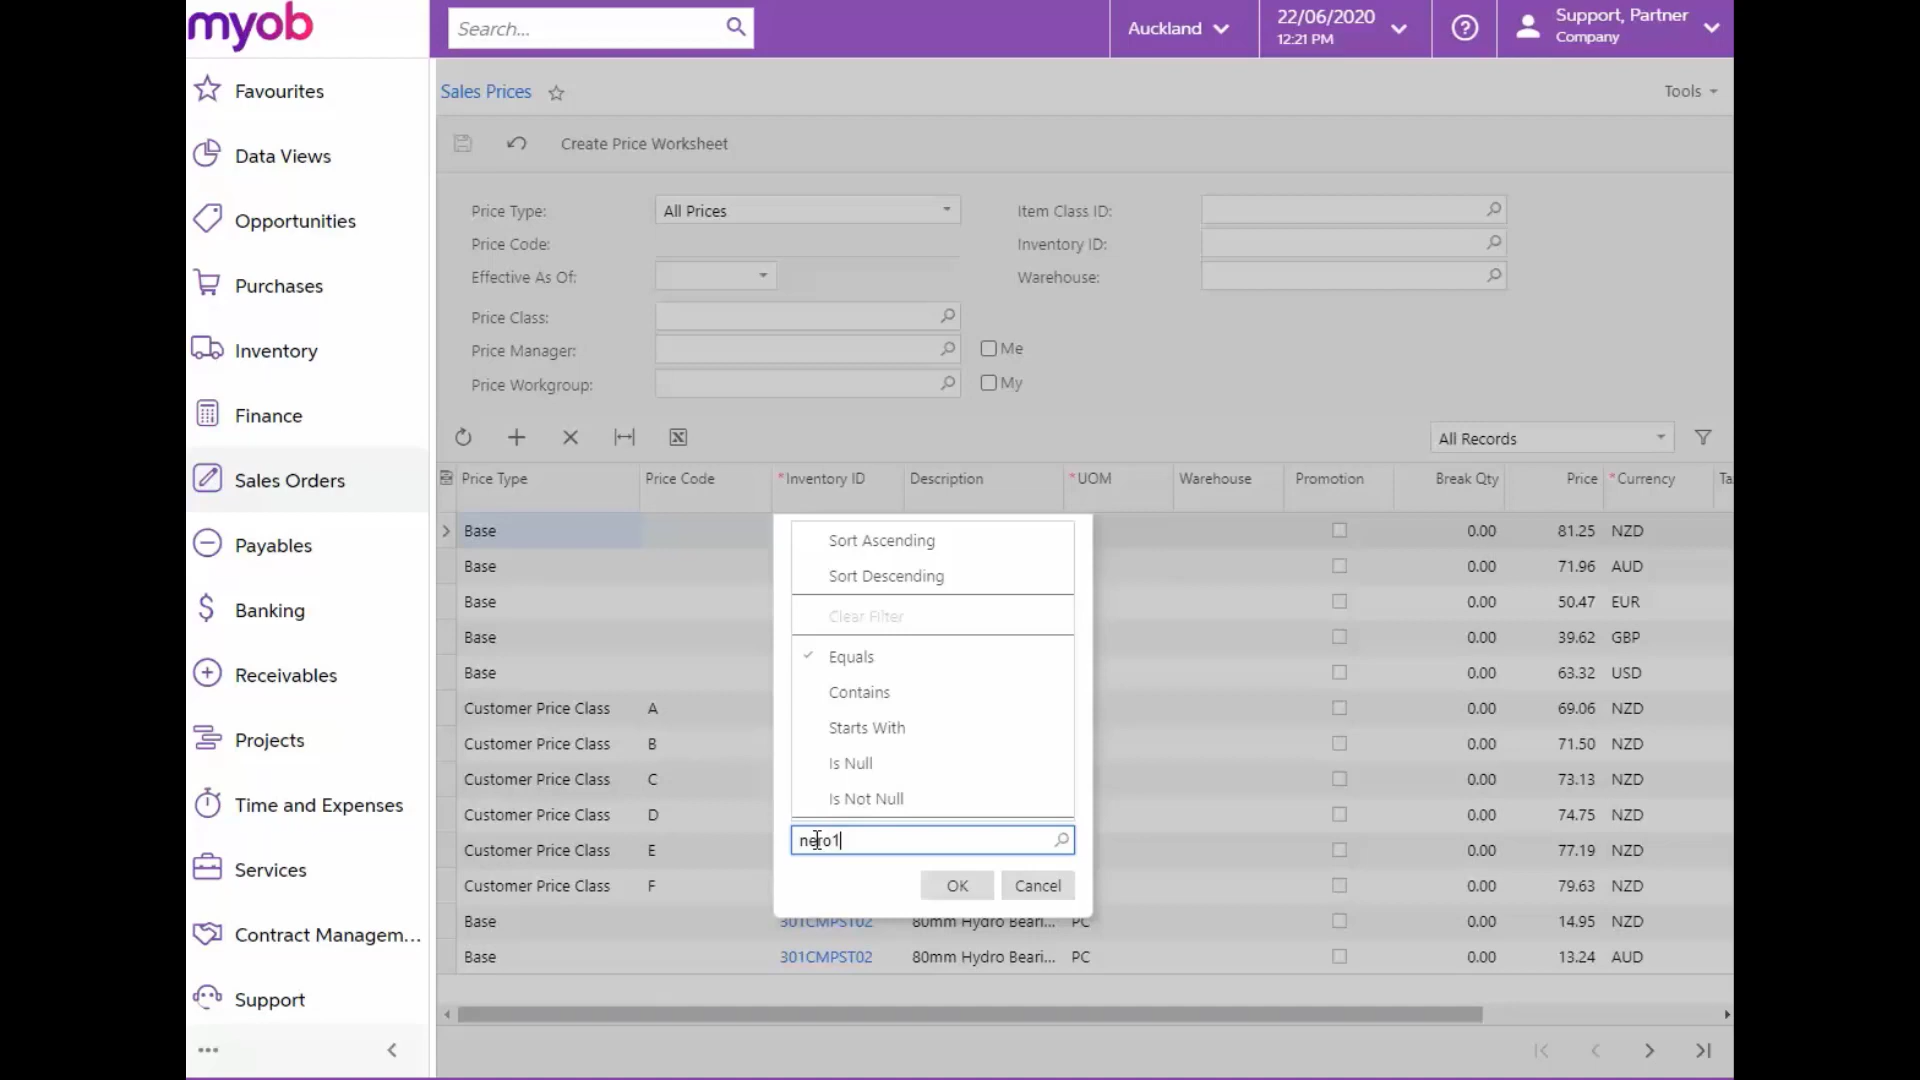 myob
Search...
Auckland
22/06/2020
12:21 PM
Support, Partner
Company
Favourites
Data Views
Opportunities
Purchases
Inventory
Finance
Sales Orders
Payables
Banking
Receivables
Projects
Time and Expenses
Services
Contract Managem...
Support
Sales Prices
Tools
Create Price Worksheet
Price Type: All Prices
Item Class ID:
Price Code:
Inventory ID:
Effective As Of:
Warehouse:
Price Class:
Price Manager: Me
Price Workgroup: My
All Records
Price Type Price Code *Inventory ID Description *UOM Warehouse Promotion Break Qty Price *Currency Ta
Base 0.00 81.25 NZD
Base 0.00 71.96 AUD
Base 0.00 50.47 EUR
Base 0.00 39.62 GBP
Base 0.00 63.32 USD
Customer Price Class A 0.00 69.06 NZD
Customer Price Class B 0.00 71.50 NZD
Customer Price Class C 0.00 73.13 NZD
Customer Price Class D 0.00 74.75 NZD
Customer Price Class E 0.00 77.19 NZD
Customer Price Class F 0.00 79.63 NZD
Base 301CMPST02 80mm Hydro Beari... PC 0.00 14.95 NZD
Base 301CMPST02 80mm Hydro Beari... PC 0.00 13.24 AUD
Sort Ascending
Sort Descending
Clear Filter
Equals
Contains
Starts With
Is Null
Is Not Null
nero1
OK Cancel